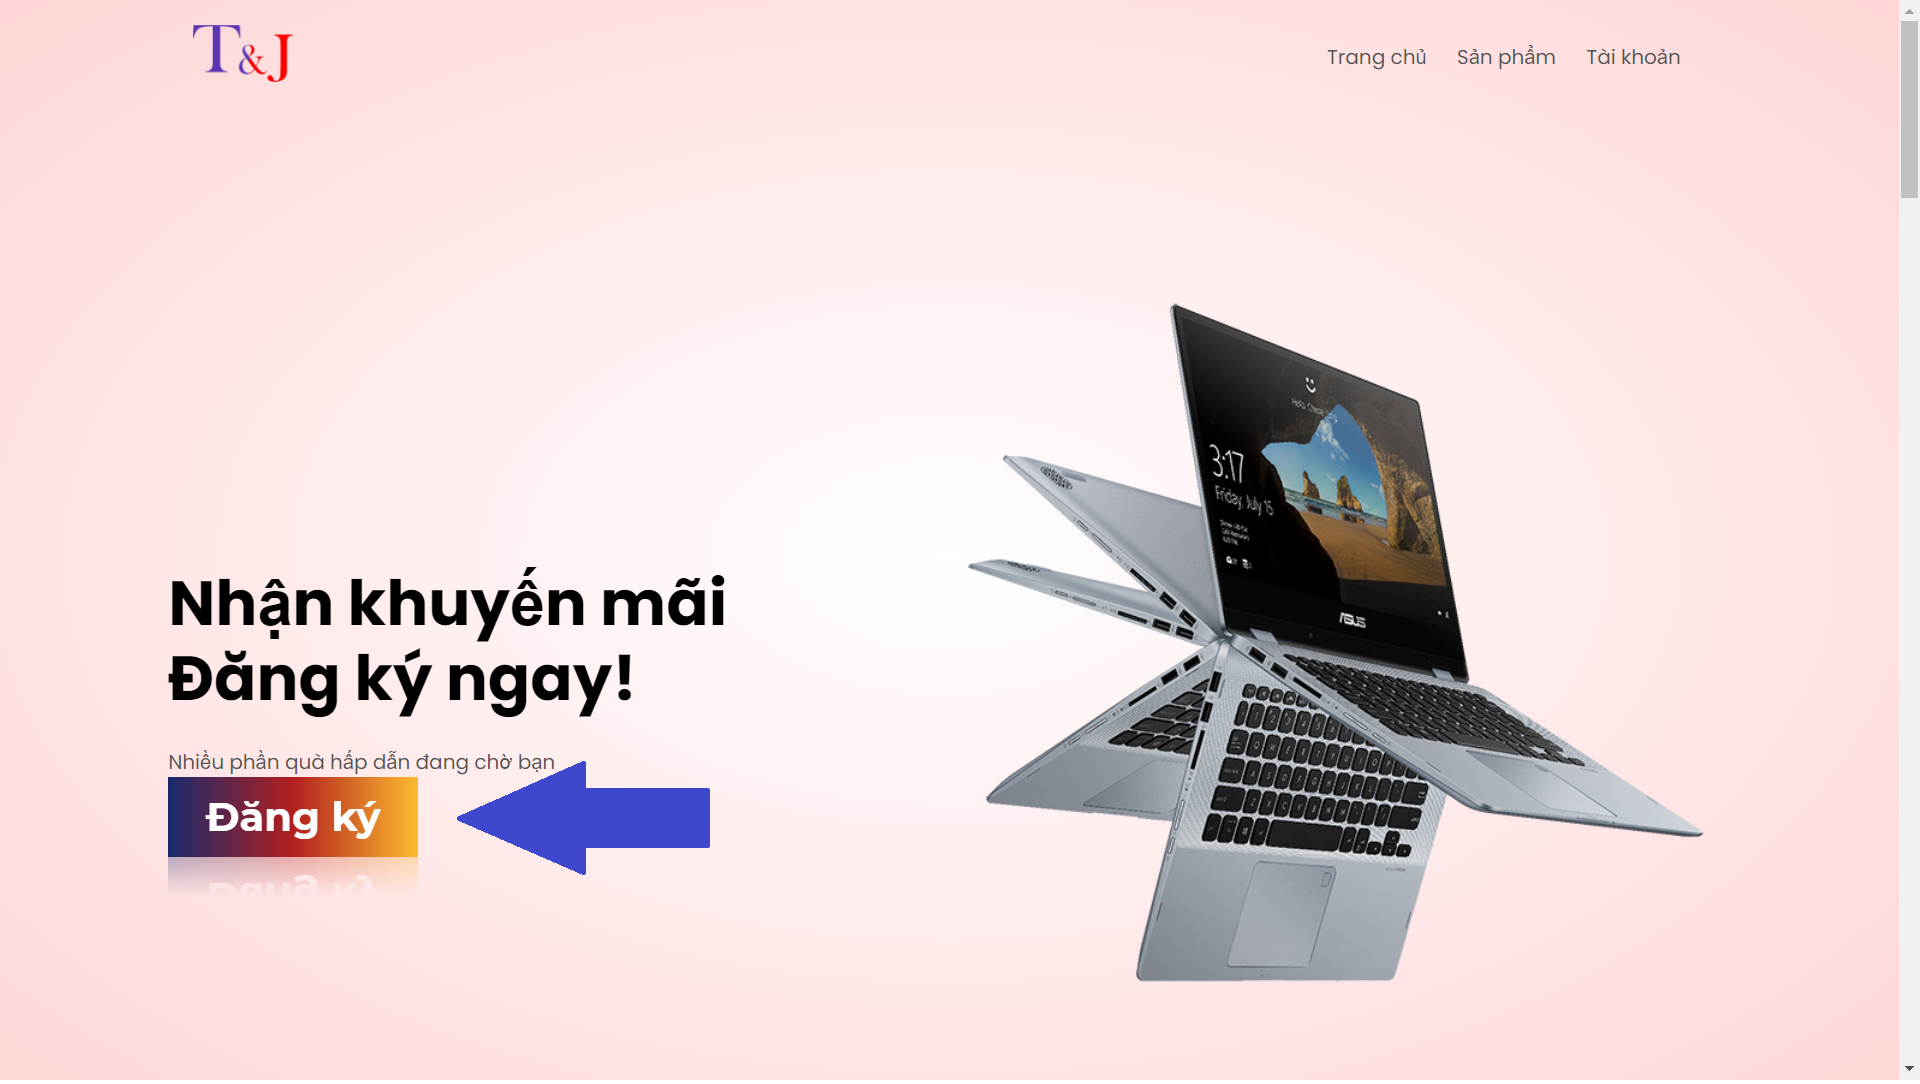 T&J
Trang chủ
Sản phẩm
Tài khoản
Nhận khuyến mãi
Đăng ký ngay!
Nhiều phần quà hấp dẫn đang chờ bạn
Đăng ký
3:17
Friday, July 15
ASUS